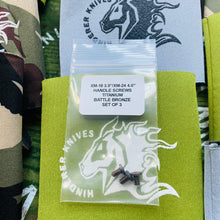 HINDERER KNIVES
XM-18 3.5"/XM-24 4.0"
HANDLE SCREWS
TITANIUM
BATTLE BRONZE
SET OF 3
HINDERER KNIVES